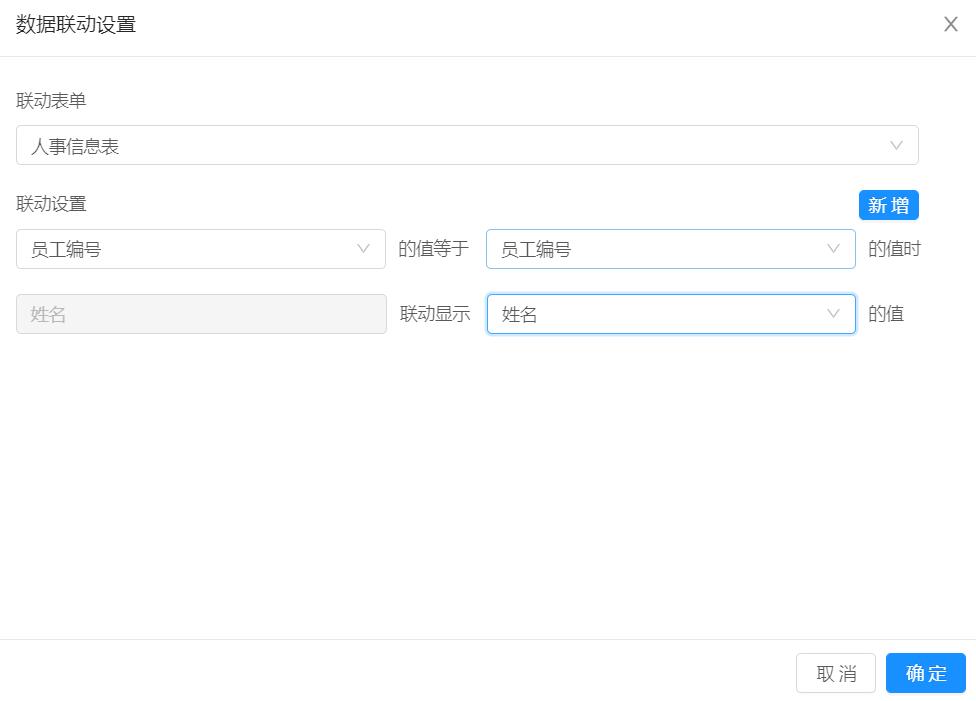 数据联动设置
联动表单
人事信息表
联动设置 新增
员工编号 的值等于 员工编号 的值时
姓名 联动显示 姓名 的值
取消 确定